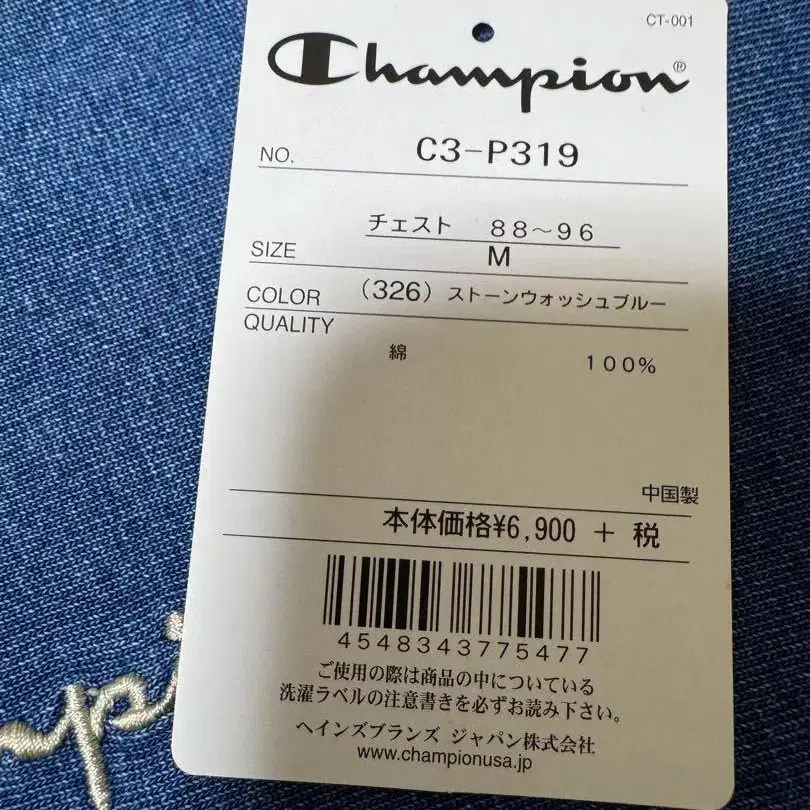 CT-001
Champion®
NO. C3-P319
チェスト 88～96
SIZE M
COLOR (326) ストーンウォッシュブルー
QUALITY
綿 100%
中国製
本体価格¥6,900 + 税
4548343775477
ご使用の際は商品の中についている
洗濯ラベルの注意書きを必ずお読み下さい。
ヘインズブランズ ジャパン株式会社
www.championusa.jp
mpi